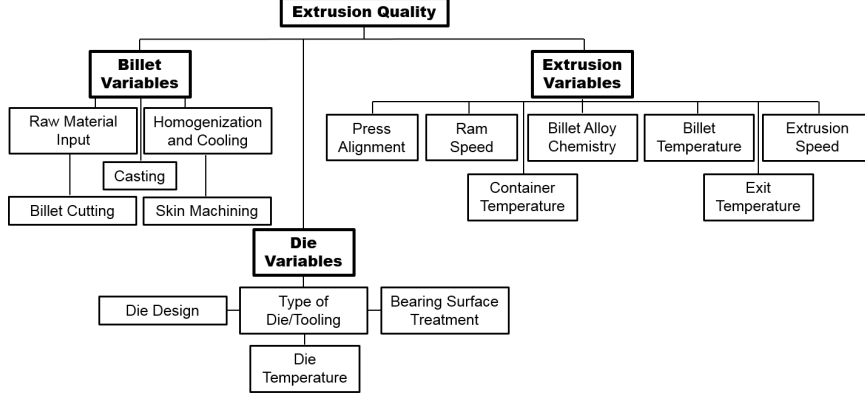 Extrusion Quality
Billet
Variables
Extrusion
Variables
Raw Material
Input
Homogenization
and Cooling
Casting
Billet Cutting
Skin Machining
Press
Alignment
Ram
Speed
Billet Alloy
Chemistry
Billet
Temperature
Extrusion
Speed
Container
Temperature
Exit
Temperature
Die
Variables
Die Design
Type of
Die/Tooling
Bearing Surface
Treatment
Die
Temperature